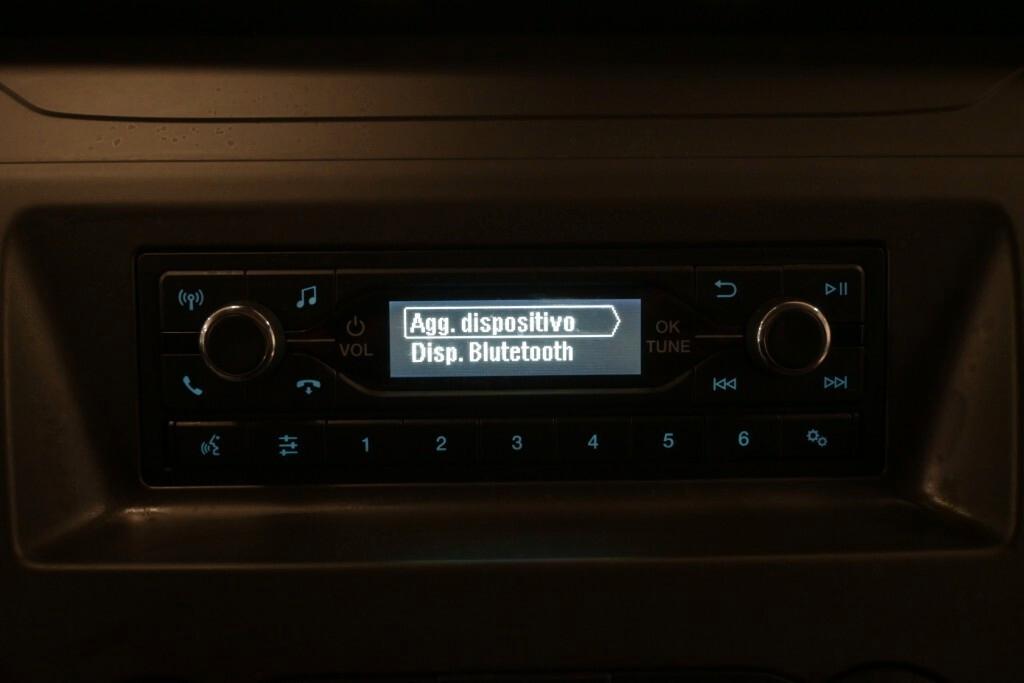 Agg. dispositivo
Disp. Blutetooth
VOL
OK
TUNE
1 2 3 4 5 6